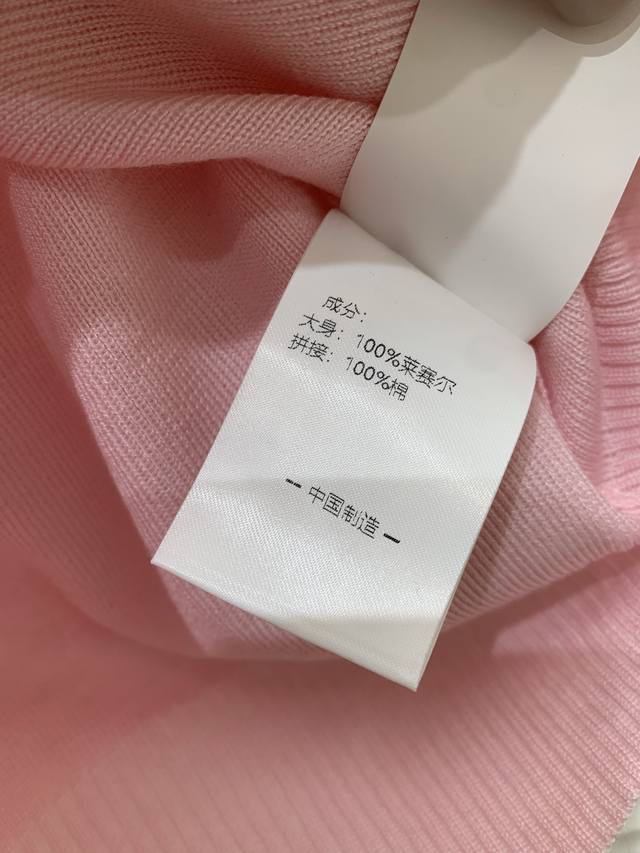 成分：
大身：100%莱赛尔
拼接：100%棉
-- 中国制造 —